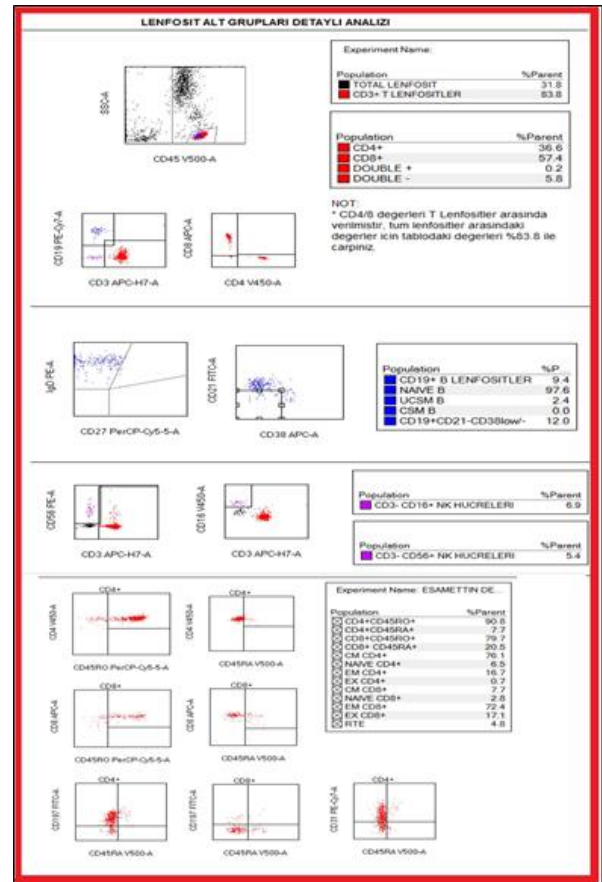 LENFOSIT ALT GRUPLARI DETAYLI ANALIZI
Experiment Name:
Population %Parent
TOTAL LENFOSIT 31.8
CD3+ T LENFOSITLER 83.8
SSC-A
CD45 V500-A
Population %Parent
CD4+ 36.6
CD8+ 57.4
DOUBLE + 0.2
DOUBLE - 5.8
NOT:
* CD4/8 degerleri T Lenfositler arasinda
verilmistir, tum lenfositler arasindaki
degerler icin tablodaki degerleri %83.8 ile
carpiniz.
CD19 PE-Cy7-A
CD3 APC-H7-A
CD8 APC-A
CD4 V450-A
IgD PE-A
CD27 PerCP-Cy5-5-A
CD21 FITC-A
CD38 APC-A
Population %P...
CD19+ B LENFOSITLER 9.4
NAIVE B 97.6
UCSM B 2.4
CSM B 0.0
CD19+CD21-CD38low/- 12.0
CD56 PE-A
CD3 APC-H7-A
CD16 V450-A
CD3 APC-H7-A
Population %Parent
CD3- CD16+ NK HUCRELERI 6.9
Population %Parent
CD3- CD56+ NK HUCRELERI 5.4
Experiment Name: ESAMETTIN DE...
Population %Parent
CD4+CD45RO+ 90.8
CD4+CD45RA+ 7.7
CD8+CD45RO+ 79.7
CD8+ CD45RA+ 20.5
CM CD4+ 76.1
NAIVE CD4+ 6.5
EM CD4+ 16.7
EX CD4+ 0.7
CM CD8+ 7.7
NAIVE CD8+ 2.8
EM CD8+ 72.4
EX CD8+ 17.1
RTE 4.8
CD4+
CD4 V450-A
CD45RO PerCP-Cy5-5-A
CD4+
CD4 V450-A
CD45RA V500-A
CD8+
CD8 APC-A
CD45RO PerCP-Cy5-5-A
CD8+
CD8 APC-A
CD45RA V500-A
CD4+
CD197 FITC-A
CD45RA V500-A
CD8+
CD197 FITC-A
CD45RA V500-A
CD4+
CD31 PE-Cy7-A
CD45RA V500-A